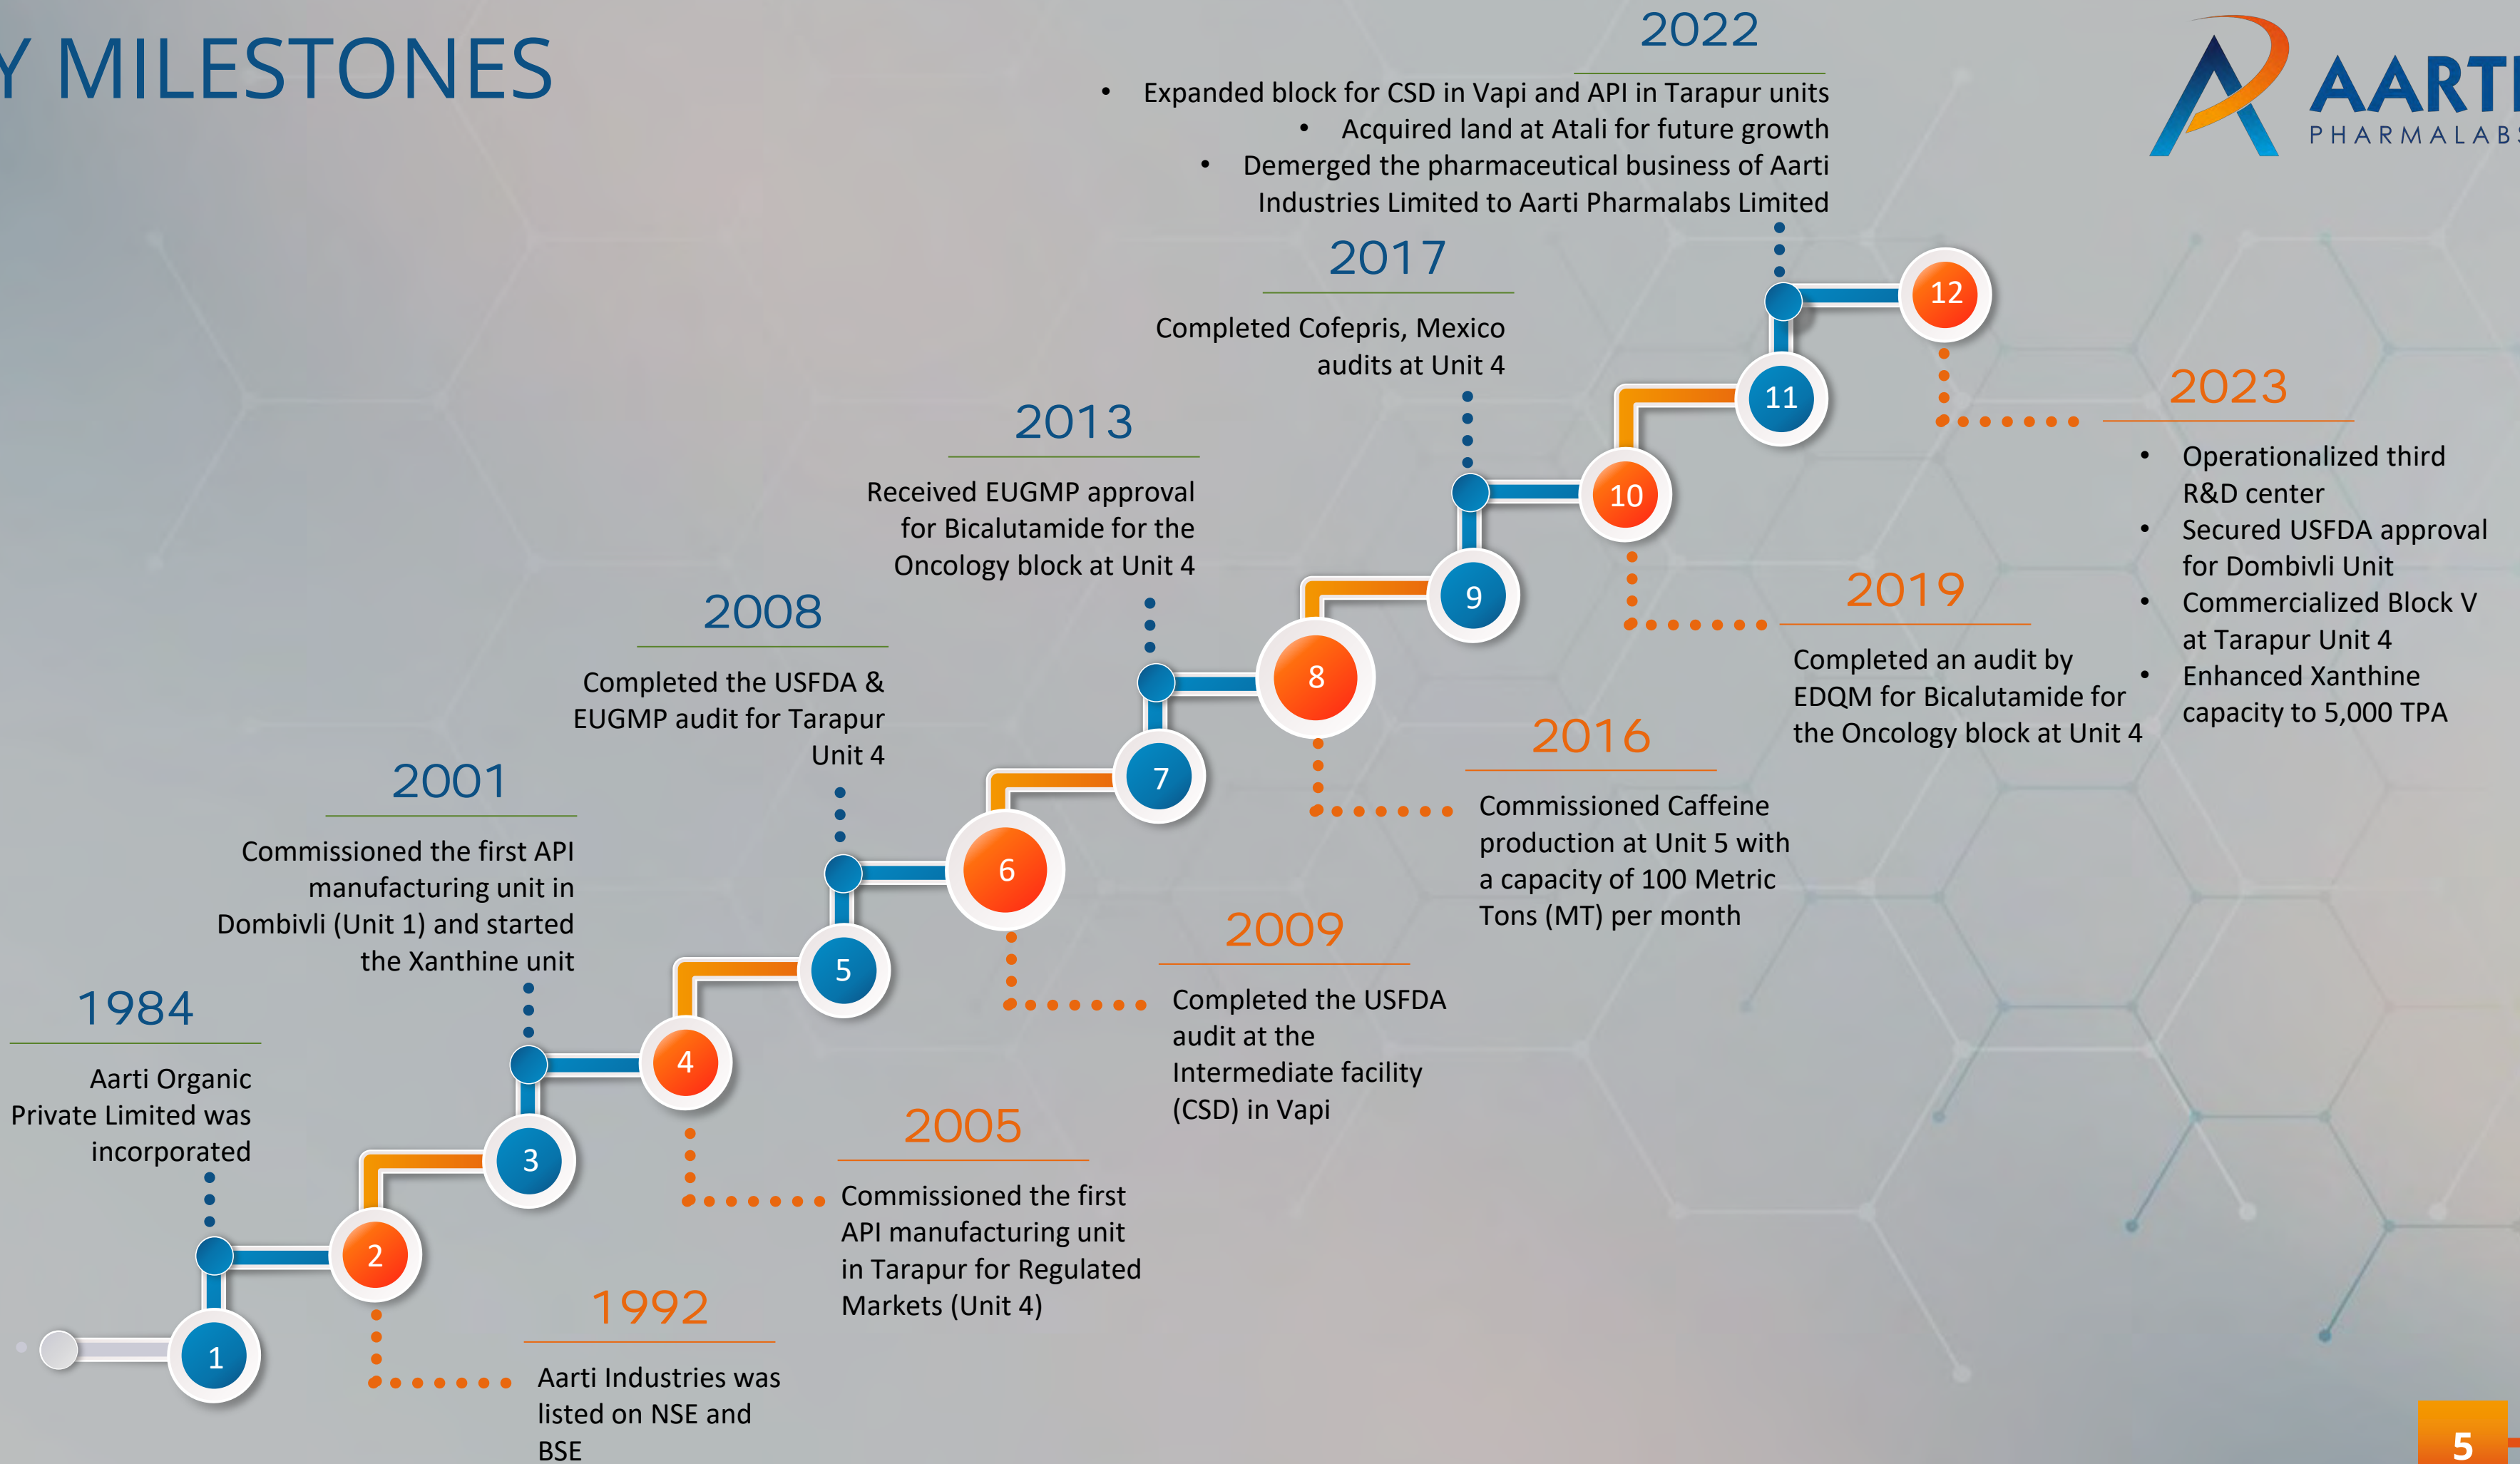 Y MILESTONES
AARTI
PHARMALABS
2022
• Expanded block for CSD in Vapi and API in Tarapur units
• Acquired land at Atali for future growth
• Demerged the pharmaceutical business of Aarti
Industries Limited to Aarti Pharmalabs Limited
2017
Completed Cofepris, Mexico
audits at Unit 4
2013
Received EUGMP approval
for Bicalutamide for the
Oncology block at Unit 4
2008
Completed the USFDA &
EUGMP audit for Tarapur
Unit 4
2001
Commissioned the first API
manufacturing unit in
Dombivli (Unit 1) and started
the Xanthine unit
1984
Aarti Organic
Private Limited was
incorporated
1
2
3
4
5
6
7
8
9
10
11
12
1992
Aarti Industries was
listed on NSE and
BSE
2005
Commissioned the first
API manufacturing unit
in Tarapur for Regulated
Markets (Unit 4)
2009
Completed the USFDA
audit at the
Intermediate facility
(CSD) in Vapi
2016
Commissioned Caffeine
production at Unit 5 with
a capacity of 100 Metric
Tons (MT) per month
2019
Completed an audit by
EDQM for Bicalutamide for
the Oncology block at Unit 4
2023
• Operationalized third
R&D center
• Secured USFDA approval
for Dombivli Unit
• Commercialized Block V
at Tarapur Unit 4
• Enhanced Xanthine
capacity to 5,000 TPA
5